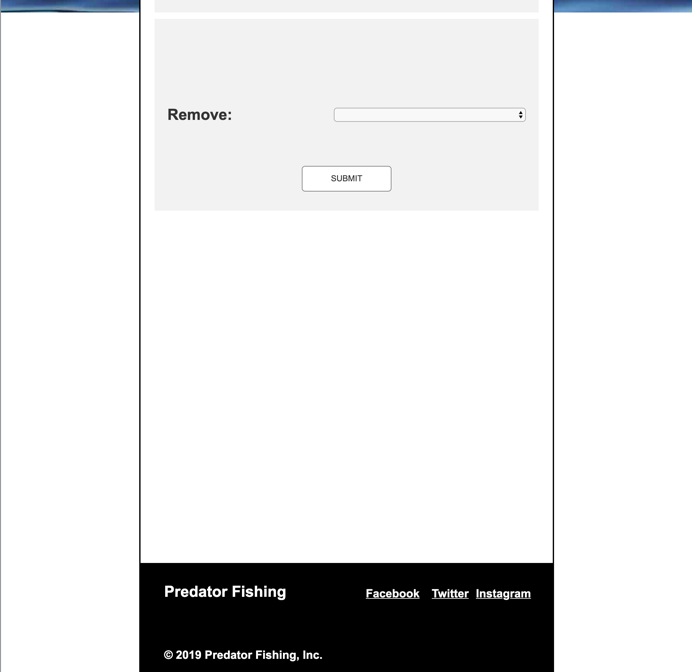 Remove:
SUBMIT
Predator Fishing
Facebook Twitter Instagram
© 2019 Predator Fishing, Inc.